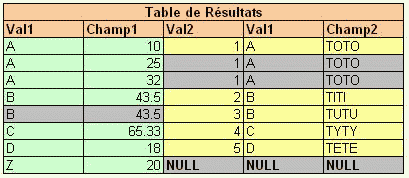 Table de Résultats
Val1 Champ1 Val2 Val1 Champ2
A 10 1 A TOTO
A 25 1 A TOTO
A 32 1 A TOTO
B 43.5 2 B TITI
B 43.5 3 B TUTU
C 65.33 4 C TYTY
D 18 5 D TETE
Z 20 NULL NULL NULL